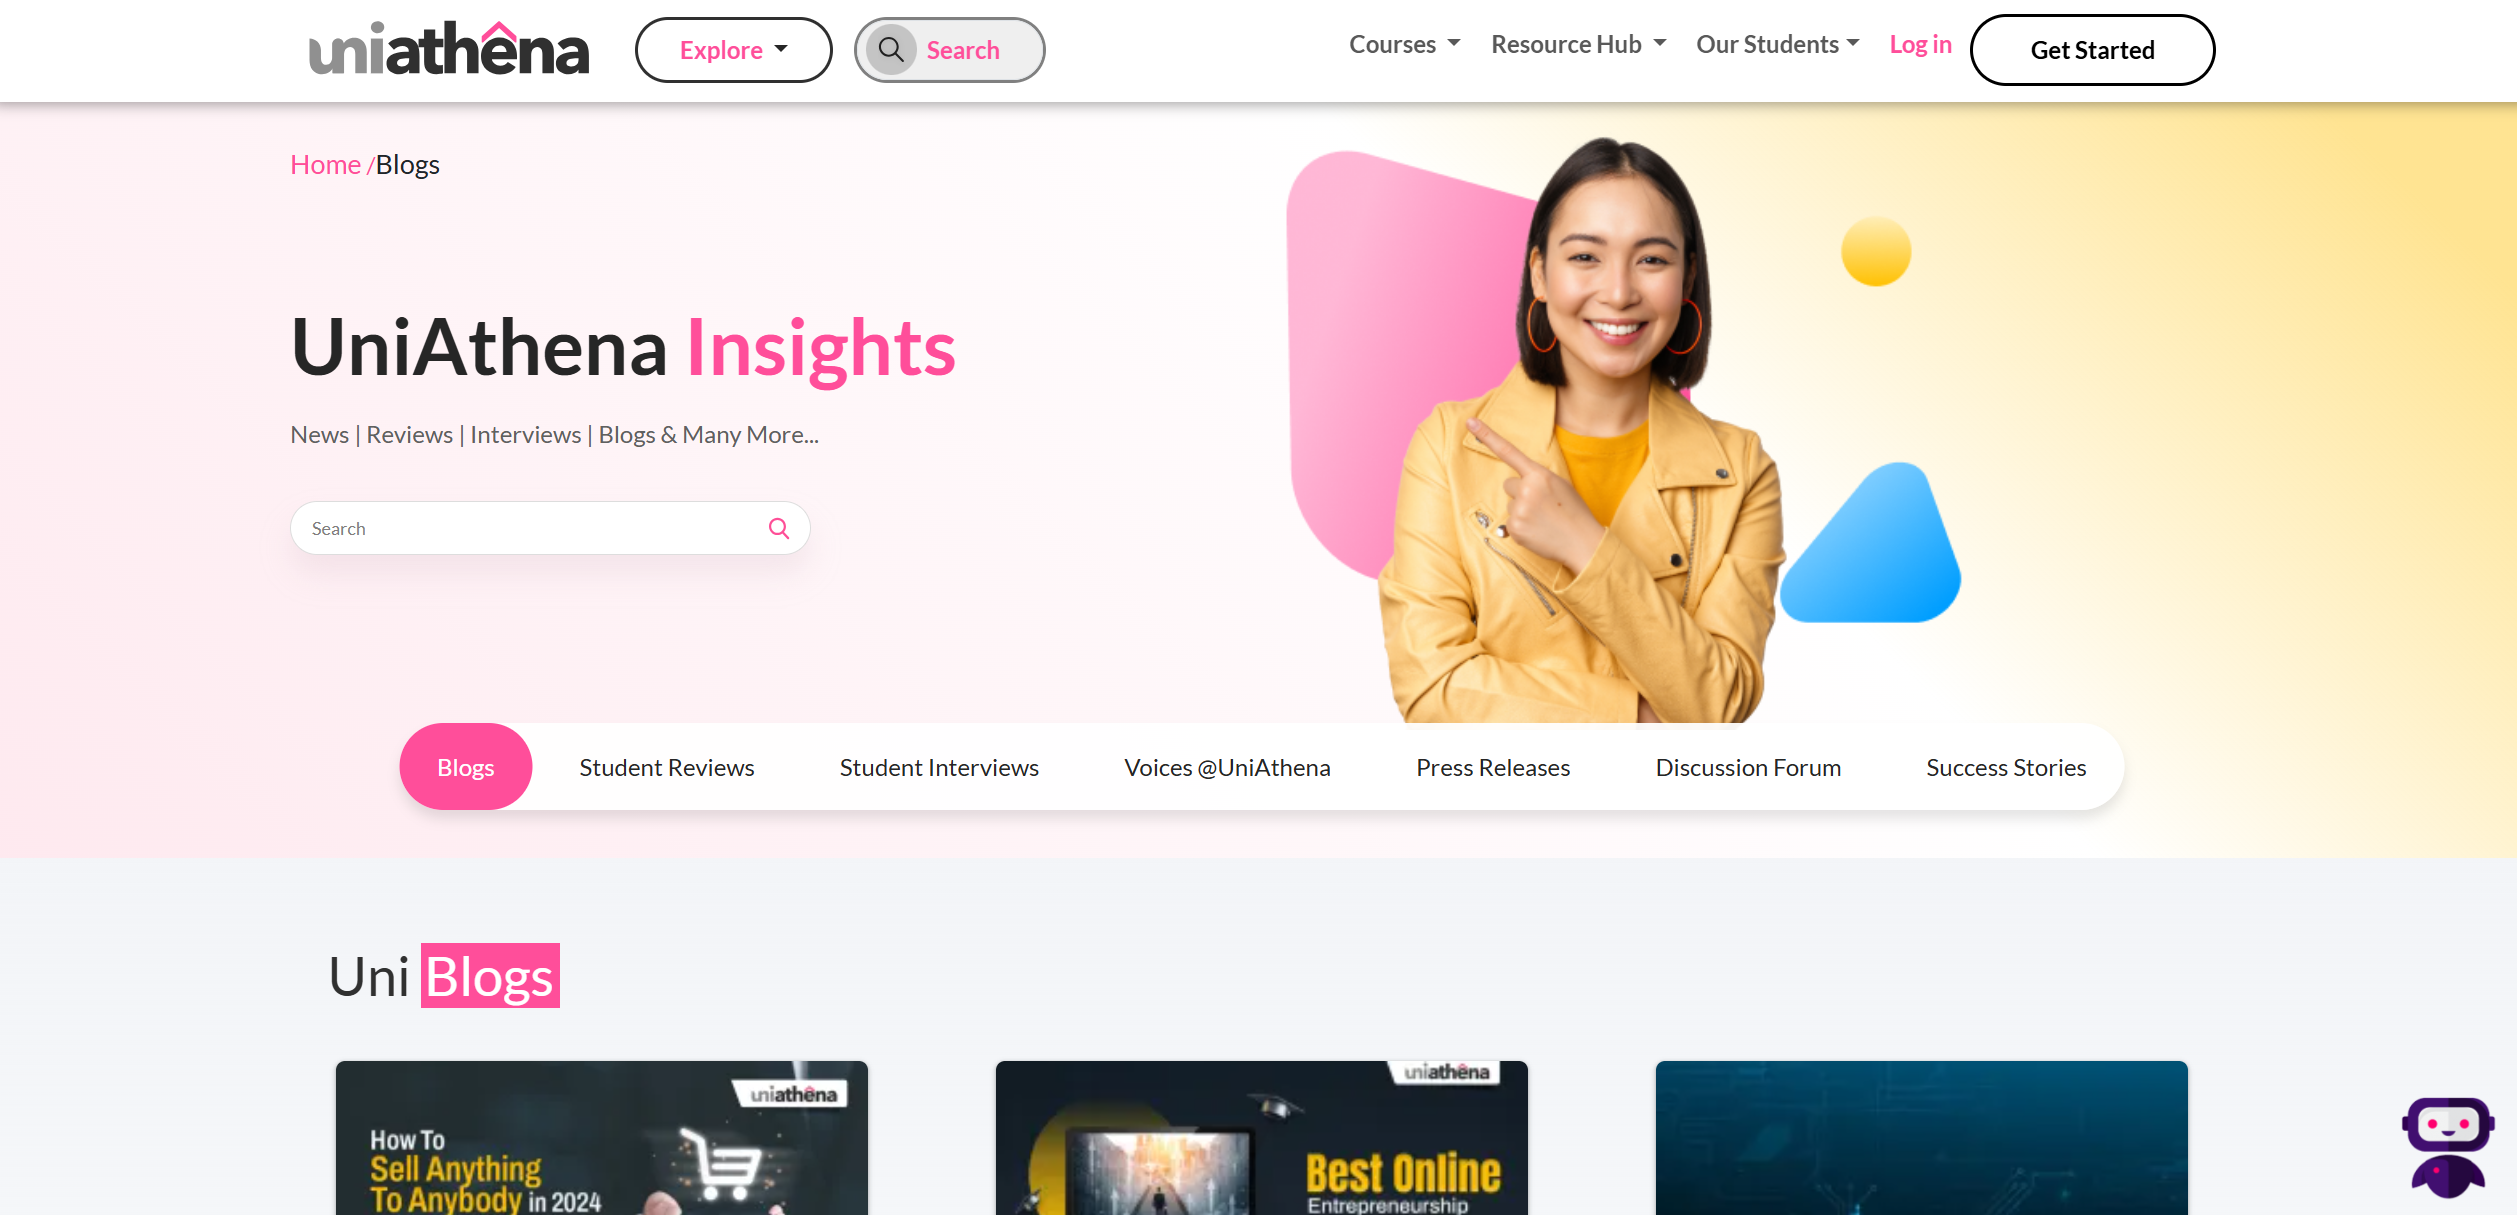 uniathena
Explore
Search
Courses
Resource Hub
Our Students
Log in
Get Started
Home /Blogs
UniAthena Insights
News | Reviews | Interviews | Blogs & Many More...
Search
Blogs
Student Reviews
Student Interviews
Voices @UniAthena
Press Releases
Discussion Forum
Success Stories
Uni Blogs
uniathena
How To
Sell Anything
To Anybody in 2024
uniathena
Best Online
Entrepreneurship